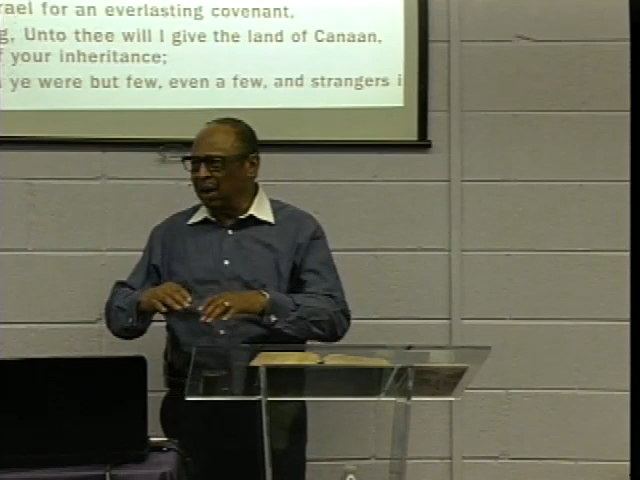 rael for an everlasting covenant,
g, Unto thee will I give the land of Canaan,
f your inheritance;
ye were but few, even a few, and strangers i